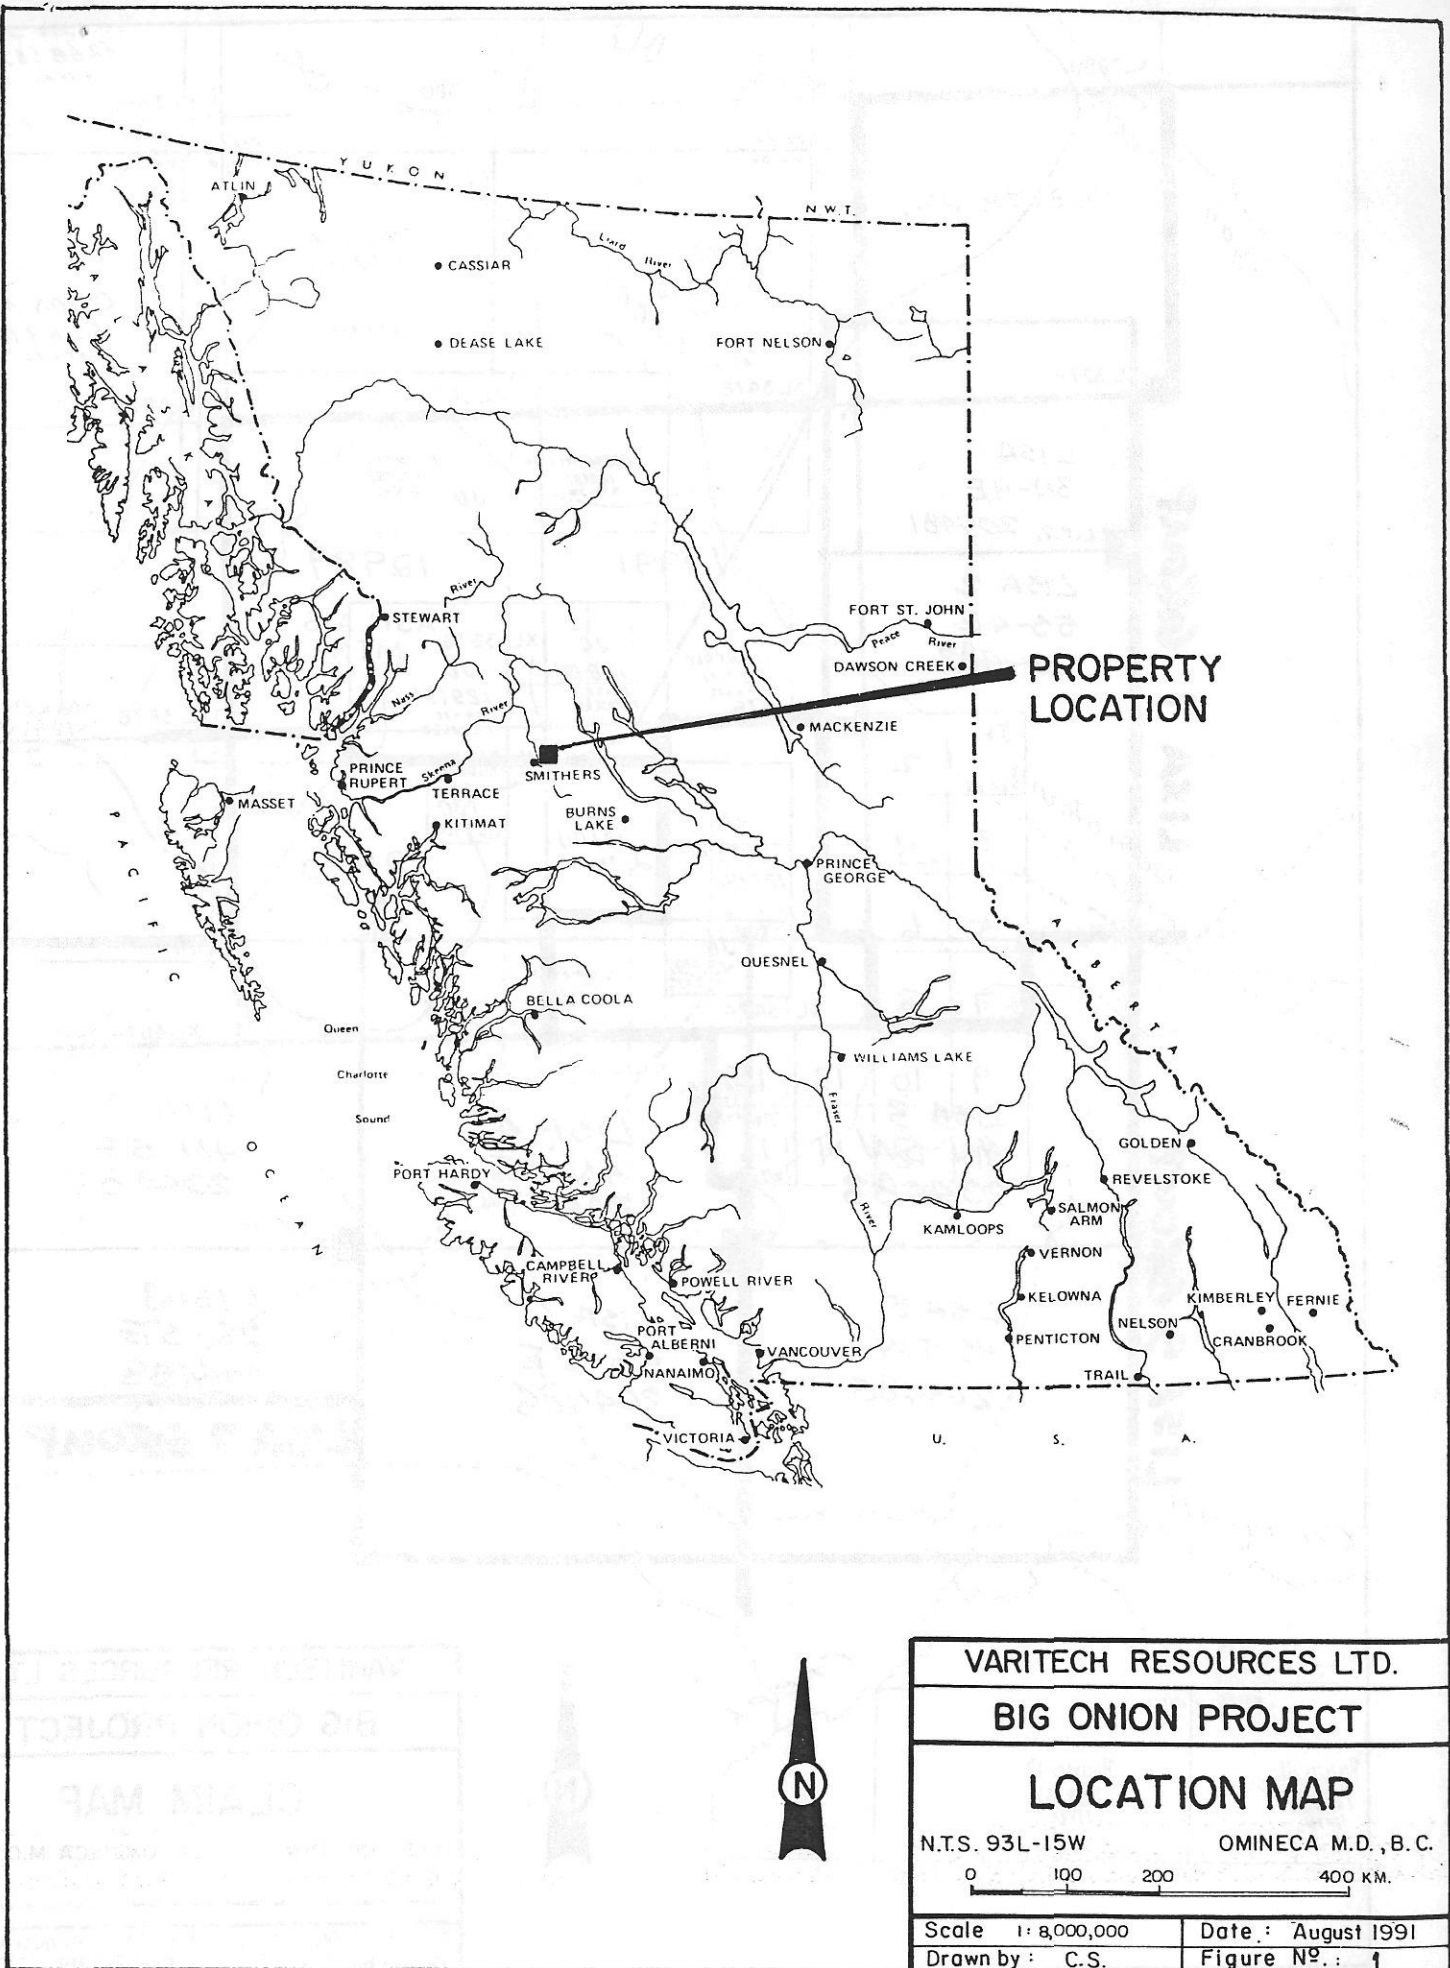 YUKON
N.W.T.
ATLIN
CASSIAR
Liard River
DEASE LAKE
FORT NELSON
ALASKA
River
STEWART
FORT ST. JOHN
Peace River
DAWSON CREEK
PROPERTY
LOCATION
Nass
River
MACKENZIE
Skeena
PRINCE
RUPERT
SMITHERS
TERRACE
MASSET
BURNS
LAKE
KITIMAT
PRINCE
GEORGE
PACIFIC
OCEAN
ALBERTA
QUESNEL
BELLA COOLA
Queen
Charlotte
Sound
WILLIAMS LAKE
Fraser
River
GOLDEN
PORT HARDY
REVELSTOKE
SALMON
ARM
KAMLOOPS
VERNON
CAMPBELL
RIVER
POWELL RIVER
KELOWNA
KIMBERLEY
FERNIE
NELSON
PORT
ALBERNI
PENTICTON
CRANBROOK
VANCOUVER
NANAIMO
TRAIL
VICTORIA
U. S. A.
N
VARITECH RESOURCES LTD.
BIG ONION PROJECT
LOCATION MAP
N.T.S. 93L-15W OMINECA M.D., B.C.
0 100 200 400 KM.
Scale 1:8,000,000 Date: August 1991
Drawn by: C.S. Figure Nº.: 1